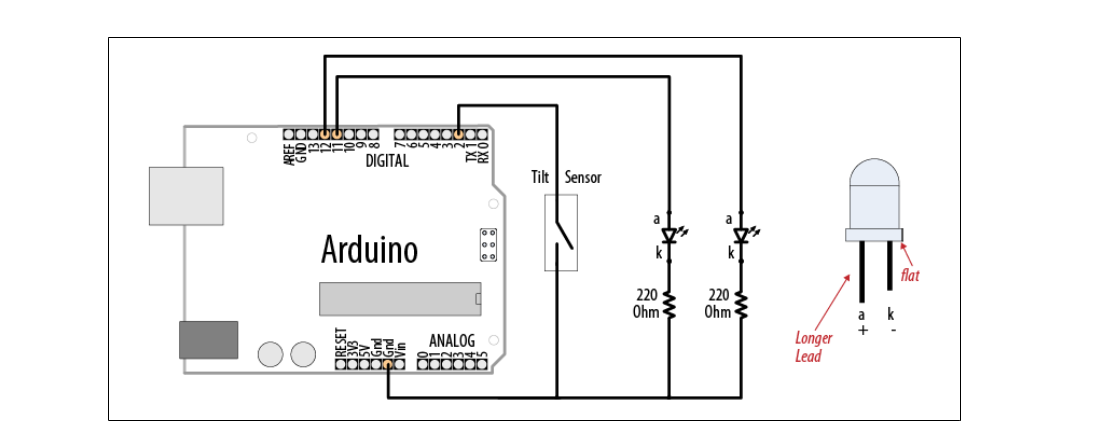 AREF
GND
13
12
11
10
9
8
7
6
5
4
3
2
TX 1
RX 0
DIGITAL
Tilt Sensor
Arduino
a
k
220
Ohm
a
k
220
Ohm
RESET
3V3
5V
Gnd
Gnd
Vin
ANALOG
0
1
2
3
4
5
flat
a k
+ -
Longer
Lead